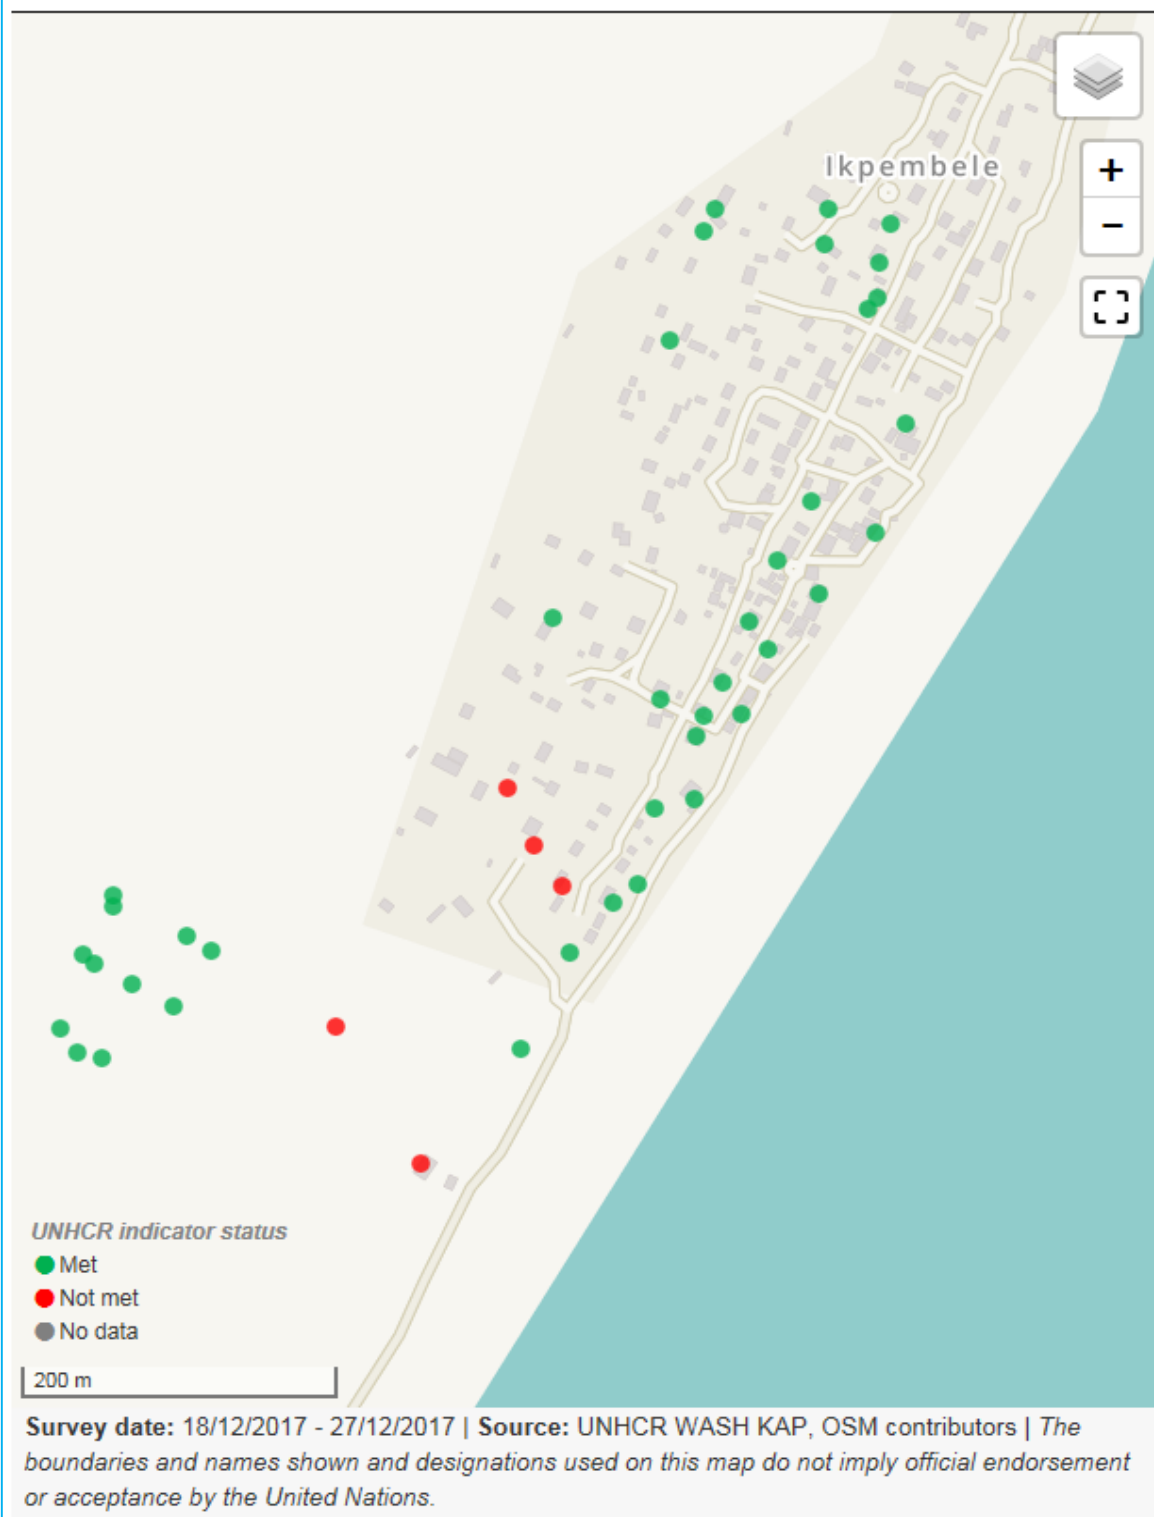 Ikpembele
+
−
UNHCR indicator status
Met
Not met
No data
200 m
Survey date: 18/12/2017 - 27/12/2017 | Source: UNHCR WASH KAP, OSM contributors | The
boundaries and names shown and designations used on this map do not imply official endorsement
or acceptance by the United Nations.